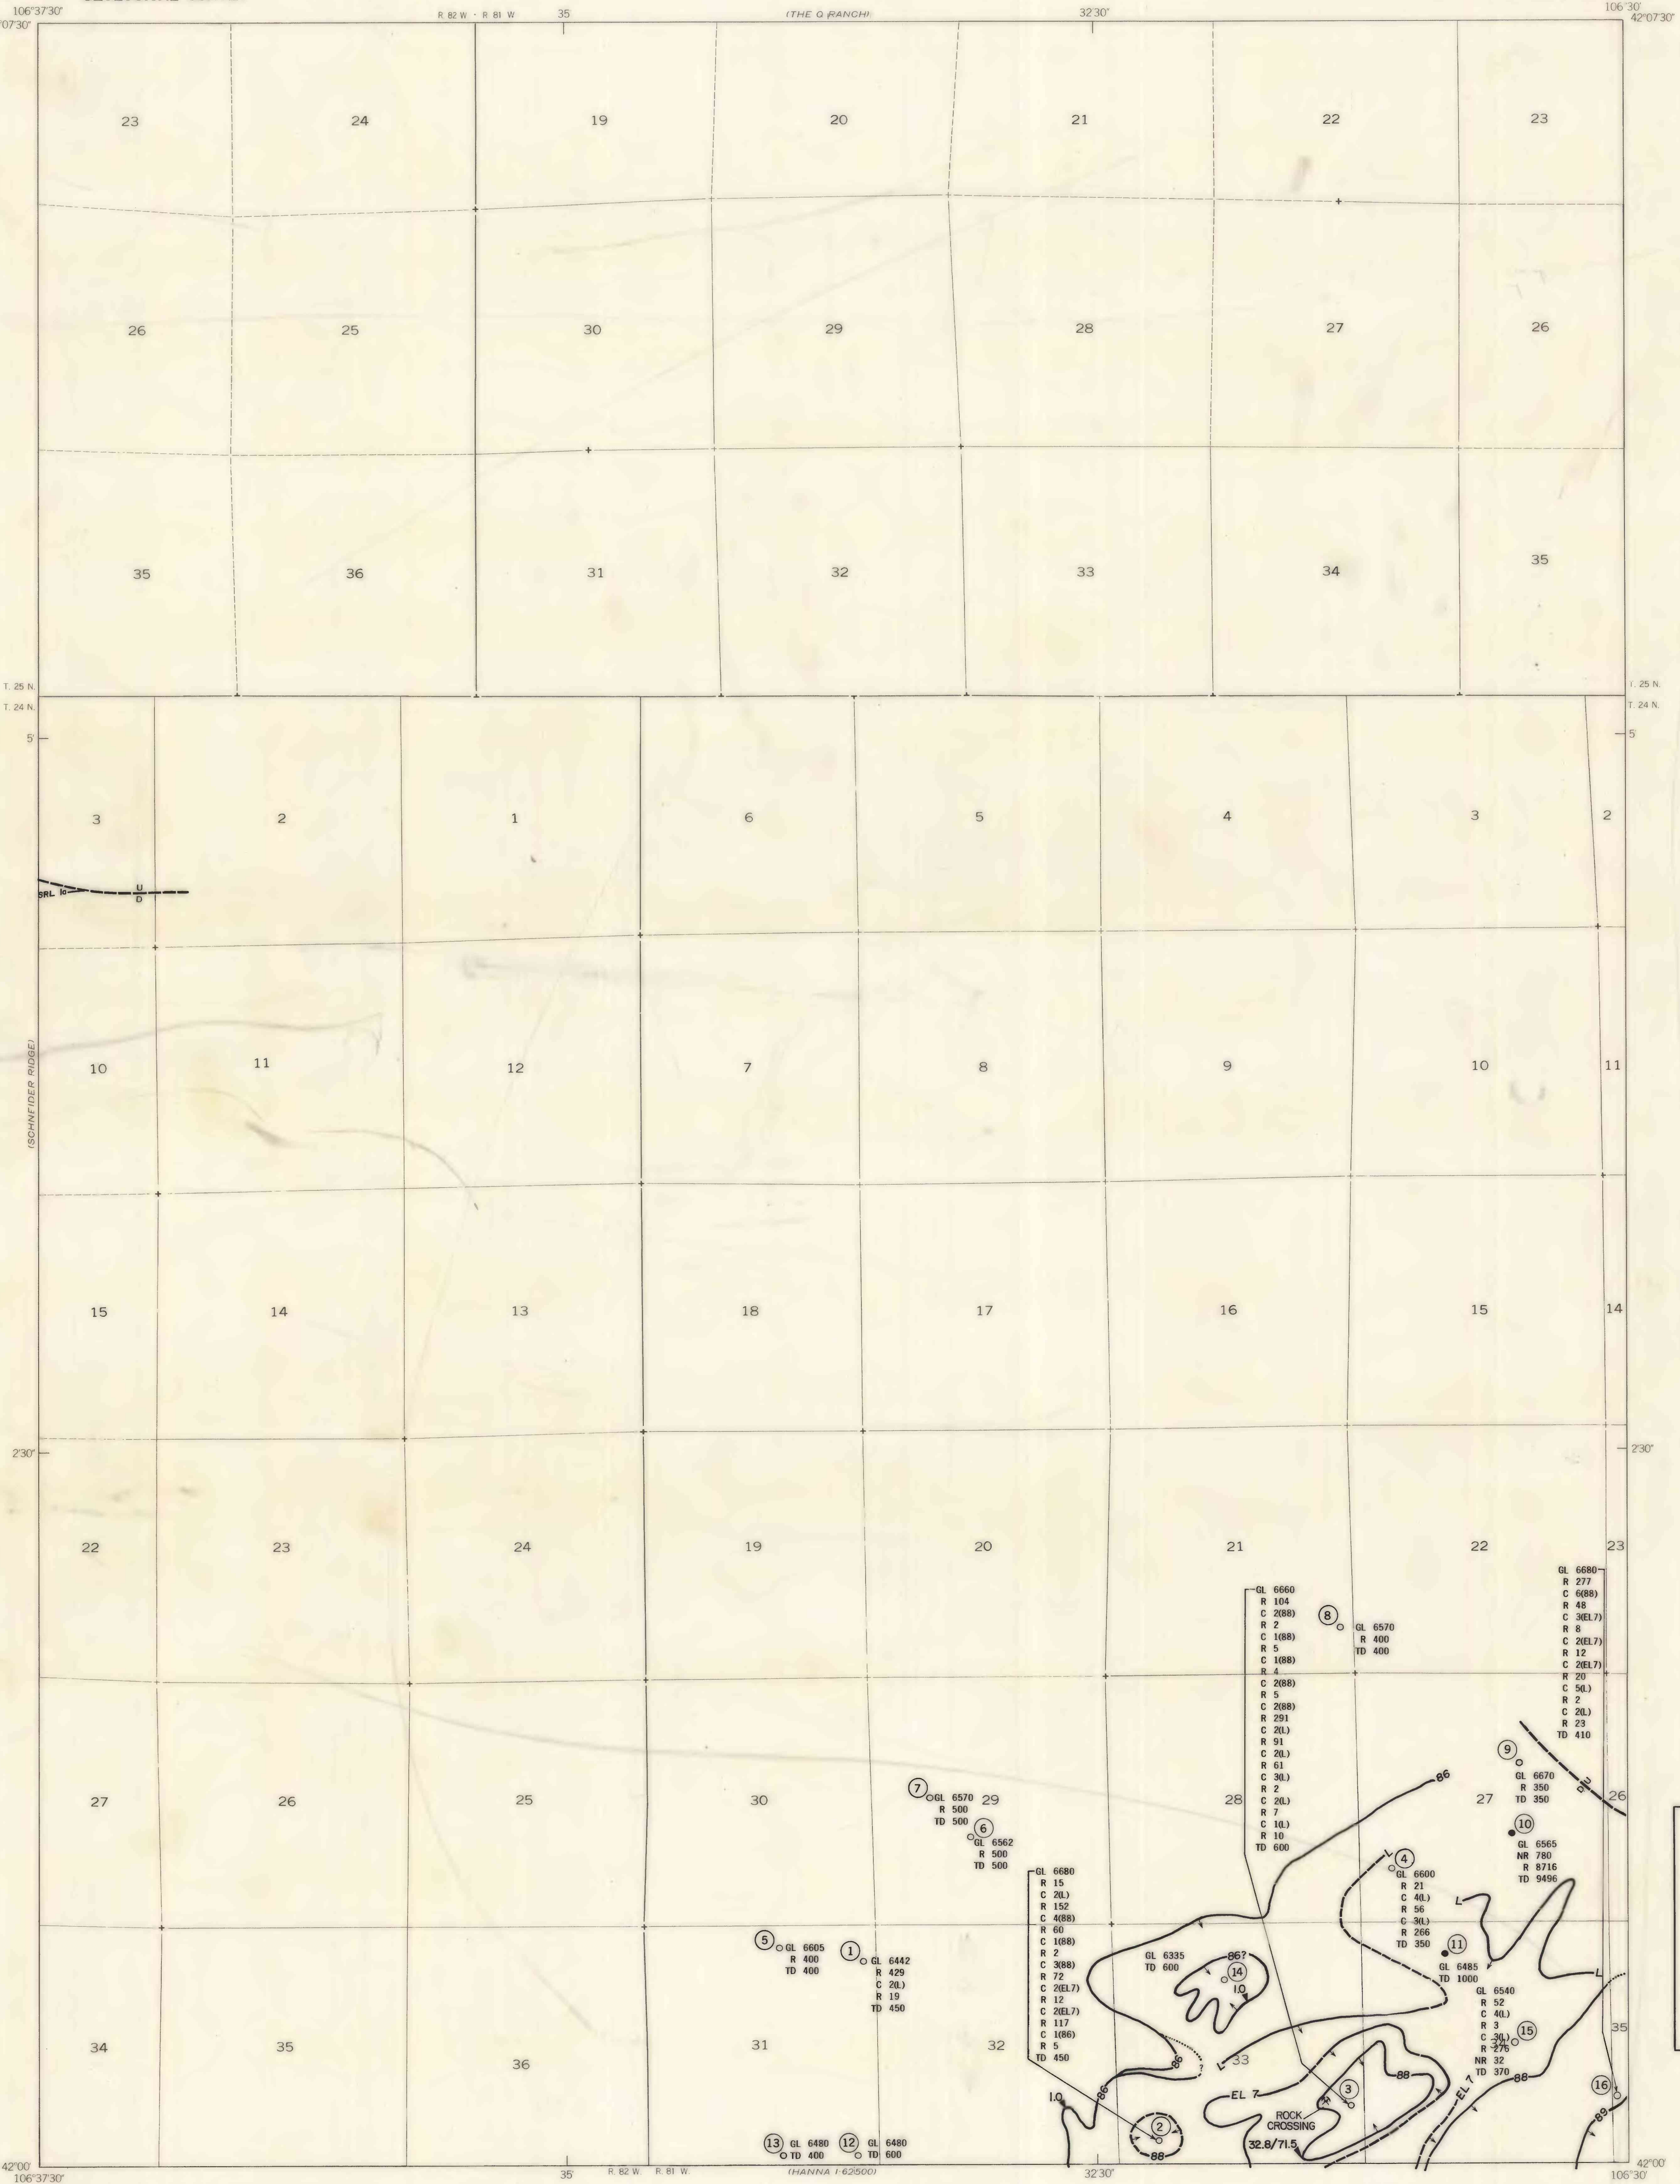 106°37'30"
R 82 W · R 81 W
35
(THE Q RANCH)
32'30"
106°30'
42°07'30"
23
24
19
20
21
22
23
26
25
30
29
28
27
26
35
36
31
32
33
34
35
T. 25 N.
T. 24 N.
T. 25 N.
T. 24 N.
5'
5'
3
2
1
6
5
4
3
2
SRL
U
D
(SCHNEIDER RIDGE)
10
11
12
7
8
9
10
11
15
14
13
18
17
16
15
14
2'30"
2'30"
22
23
24
19
20
21
22
23
GL 6680
R 277
C 6(88)
R 48
C 3(EL7)
R 8
C 2(EL7)
R 12
C 2(EL7)
R 20
C 5(L)
R 2
C 2(L)
R 23
TD 410
GL 6660
R 104
C 2(88)
R 2
C 1(88)
R 5
C 1(88)
R 4
C 2(88)
R 5
C 2(88)
R 291
C 2(L)
R 91
C 2(L)
R 61
C 3(L)
R 2
C 2(L)
R 7
C 1(L)
R 10
TD 600
8
GL 6570
R 400
TD 400
27
26
25
30
29
28
27
26
7
GL 6570
R 500
TD 500
6
GL 6562
R 500
TD 500
9
GL 6670
R 350
TD 350
D/U
86
10
GL 6565
NR 780
R 8716
TD 9496
GL 6680
R 15
C 2(L)
R 152
C 4(88)
R 60
C 1(88)
R 2
C 3(88)
R 72
C 2(EL7)
R 12
C 2(EL7)
R 117
C 1(86)
R 5
TD 450
L
4
GL 6600
R 21
C 4(L)
R 56
C 3(L)
R 266
TD 350
L
5
GL 6605
R 400
TD 400
1
GL 6442
R 429
C 2(L)
R 19
TD 450
GL 6335
TD 600
86?
14
1.0
11
GL 6485
TD 1000
L
GL 6540
R 52
C 4(L)
R 3
C 3(L)
R 276
NR 32
TD 370
15
34
35
36
31
32
33
34
35
86
L
86
1.0
EL 7
3
88
ROCK
CROSSING
32.8/71.5
EL 7
88
16
89
2
88
13
GL 6480
TD 400
12
GL 6480
TD 600
42°00'
106°37'30"
35'
R. 82 W.
R. 81 W.
(HANNA 1:62500)
32'30"
42°00'
106°30'